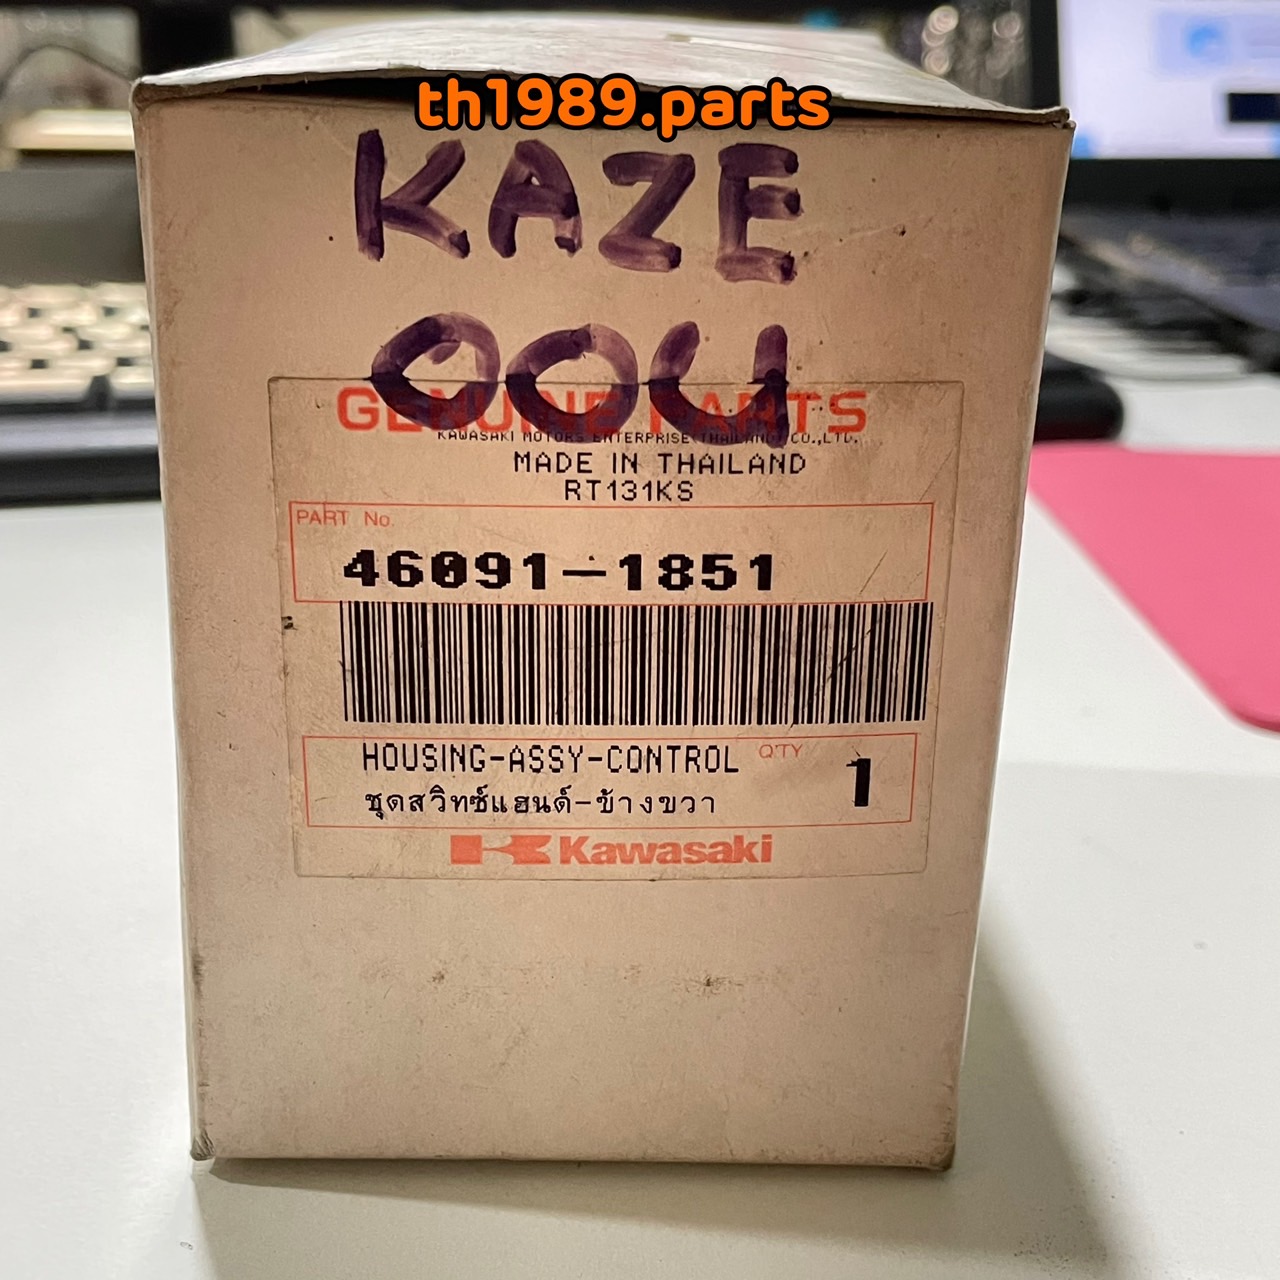 th1989.parts
KAZE
00U
GENUINE PARTS
KAWASAKI MOTORS ENTERPRISE(THAILAND)CO.,LTD.
MADE IN THAILAND
RT131KS
PART No.
46091-1851
HOUSING-ASSY-CONTROL Q'TY 1
ชุดสวิทซ์แฮนด์-ข้างขวา
Kawasaki